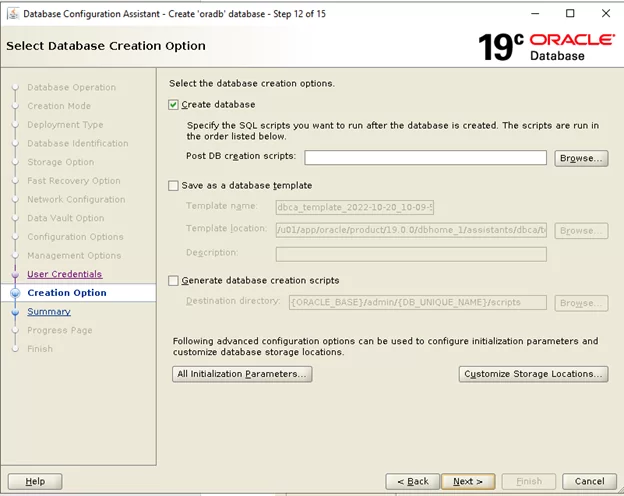 Database Configuration Assistant - Create 'oradb' database - Step 12 of 15
Select Database Creation Option
19c ORACLE
Database
Database Operation
Creation Mode
Deployment Type
Database Identification
Storage Option
Fast Recovery Option
Network Configuration
Data Vault Option
Configuration Options
Management Options
User Credentials
Creation Option
Summary
Progress Page
Finish
Select the database creation options.
Create database
Specify the SQL scripts you want to run after the database is created. The scripts are run in
the order listed below.
Post DB creation scripts:
Browse...
Save as a database template
Template name: dbca_template_2022-10-20_10-09-
Template location: /u01/app/oracle/product/19.0.0/dbhome_1/assistants/dbca/
Browse...
Description:
Generate database creation scripts
Destination directory: {ORACLE_BASE}/admin/{DB_UNIQUE_NAME}/scripts
Browse...
Following advanced configuration options can be used to configure initialization parameters and
customize database storage locations.
All Initialization Parameters... Customize Storage Locations...
Help < Back Next > Finish Cancel